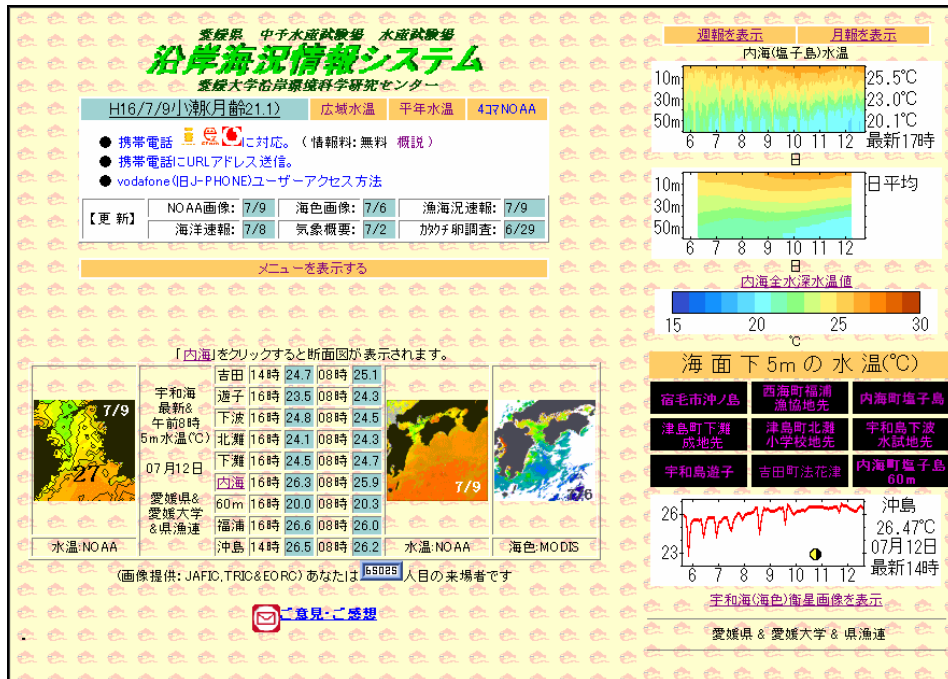 愛媛県 中予水産試験場 水産試験場
沿岸海況情報システム
愛媛大学沿岸環境科学研究センター
H16/7/9小潮(月齢21.1)
広域水温
平年水温
4コマNOAA
● 携帯電話 に対応。(情報料:無料 概説)
● 携帯電話にURLアドレス送信。
● vodafone(旧J-PHONE)ユーザーアクセス方法
【更新】
NOAA画像: 7/9 海色画像: 7/6 漁海況速報: 7/9
海洋速報: 7/8 気象概要: 7/2 カタクチ卵調査: 6/29
メニューを表示する
「内海」をクリックすると断面図が表示されます。
7/9
27
水温:NOAA
宇和海
最新&
午前8時
5m水温(℃)
07月12日
愛媛県&
愛媛大学
&県漁連
吉田 14時 24.7 08時 25.1
遊子 16時 23.5 08時 24.3
下波 16時 24.8 08時 24.5
北灘 16時 24.1 08時 24.3
下灘 16時 24.5 08時 24.7
内海 16時 26.3 08時 25.9
60m 16時 20.0 08時 20.3
福浦 16時 26.6 08時 26.0
沖島 14時 26.5 08時 26.2
7/9
水温:NOAA
7/6
海色:MODIS
(画像提供: JAFIC,TRIC&EORC) あなたは 65025 人目の来場者です
ご意見・ご感想
.
週報を表示
月報を表示
内海(塩子島)水温
10m
30m
50m
25.5℃
23.0℃
20.1℃
最新17時
6 7 8 9 10 11 12
日
10m
30m
50m
日平均
6 7 8 9 10 11 12
日
内海全水深水温値
15 20 25 30
℃
海面下5mの水温(℃)
宿毛市沖ノ島
西海町福浦
漁協地先
内海町塩子島
津島町下灘
成地先
津島町北灘
小学校地先
宇和島下波
水試地先
宇和島遊子
吉田町法花津
内海町塩子島
60m
26
23
6 7 8 9 10 11 12
沖島
26.47℃
07月12日
最新14時
宇和海(海色)衛星画像を表示
愛媛県 & 愛媛大学 & 県漁連